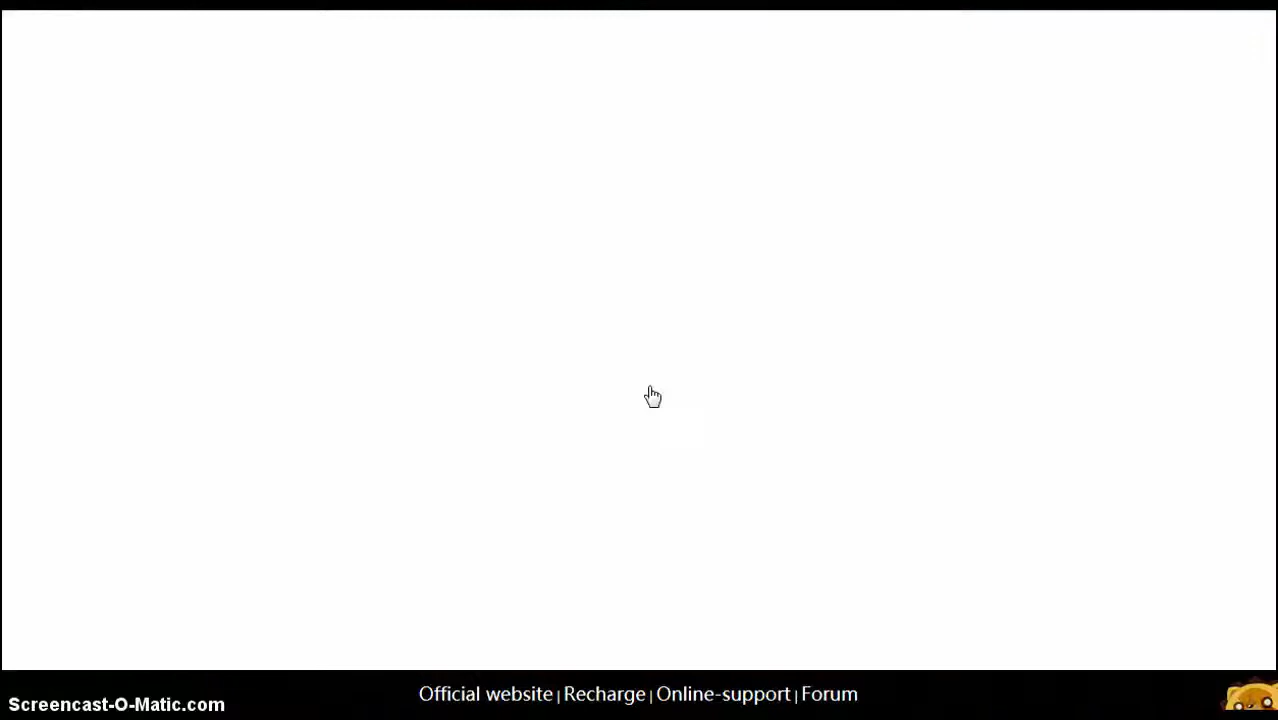 Official website | Recharge | Online-support | Forum
Screencast-O-Matic.com